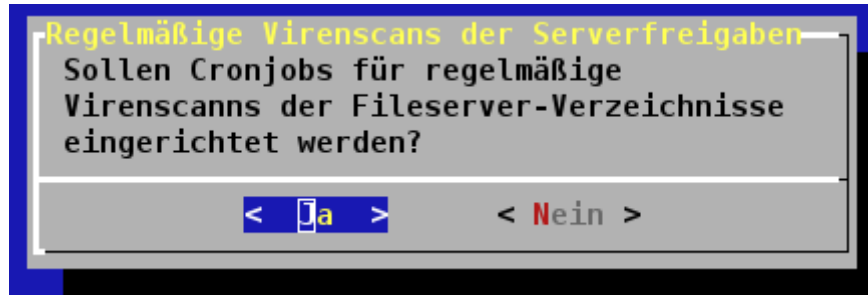 Regelmäßige Virenscans der Serverfreigaben
Sollen Cronjobs für regelmäßige
Virenscanns der Fileserver-Verzeichnisse
eingerichtet werden?
< Ja > < Nein >